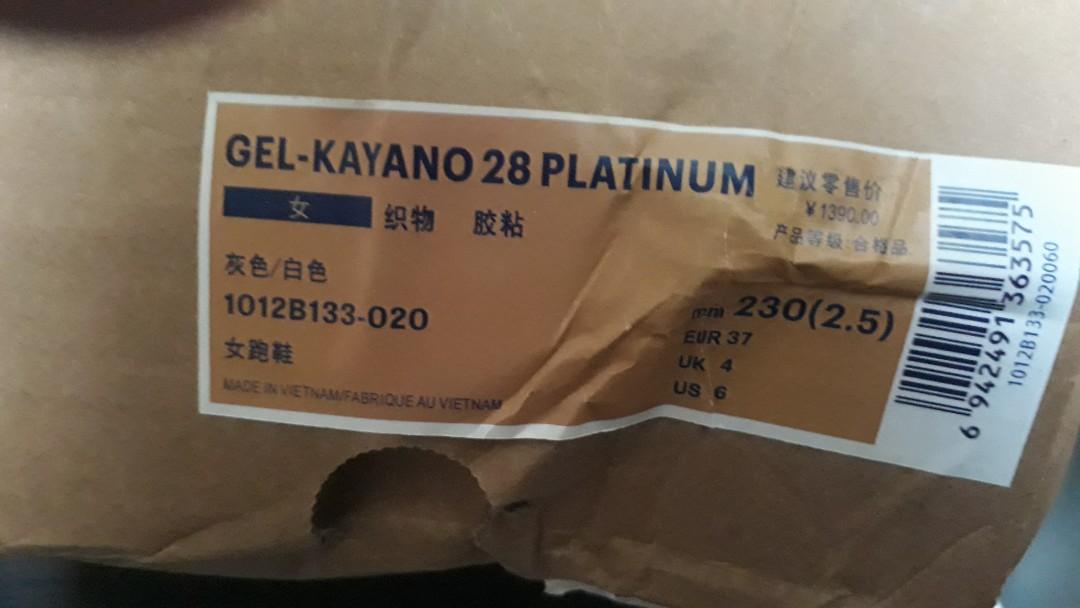 GEL-KAYANO 28 PLATINUM
女 织物 胶粘
灰色/白色
1012B133-020
女跑鞋
MADE IN VIETNAM/FABRIQUE AU VIETNAM
建议零售价
¥1390.00
产品等级:合格品
mm 230(2.5)
EUR 37
UK 4
US 6
6 942491 363575
1012B133-020060